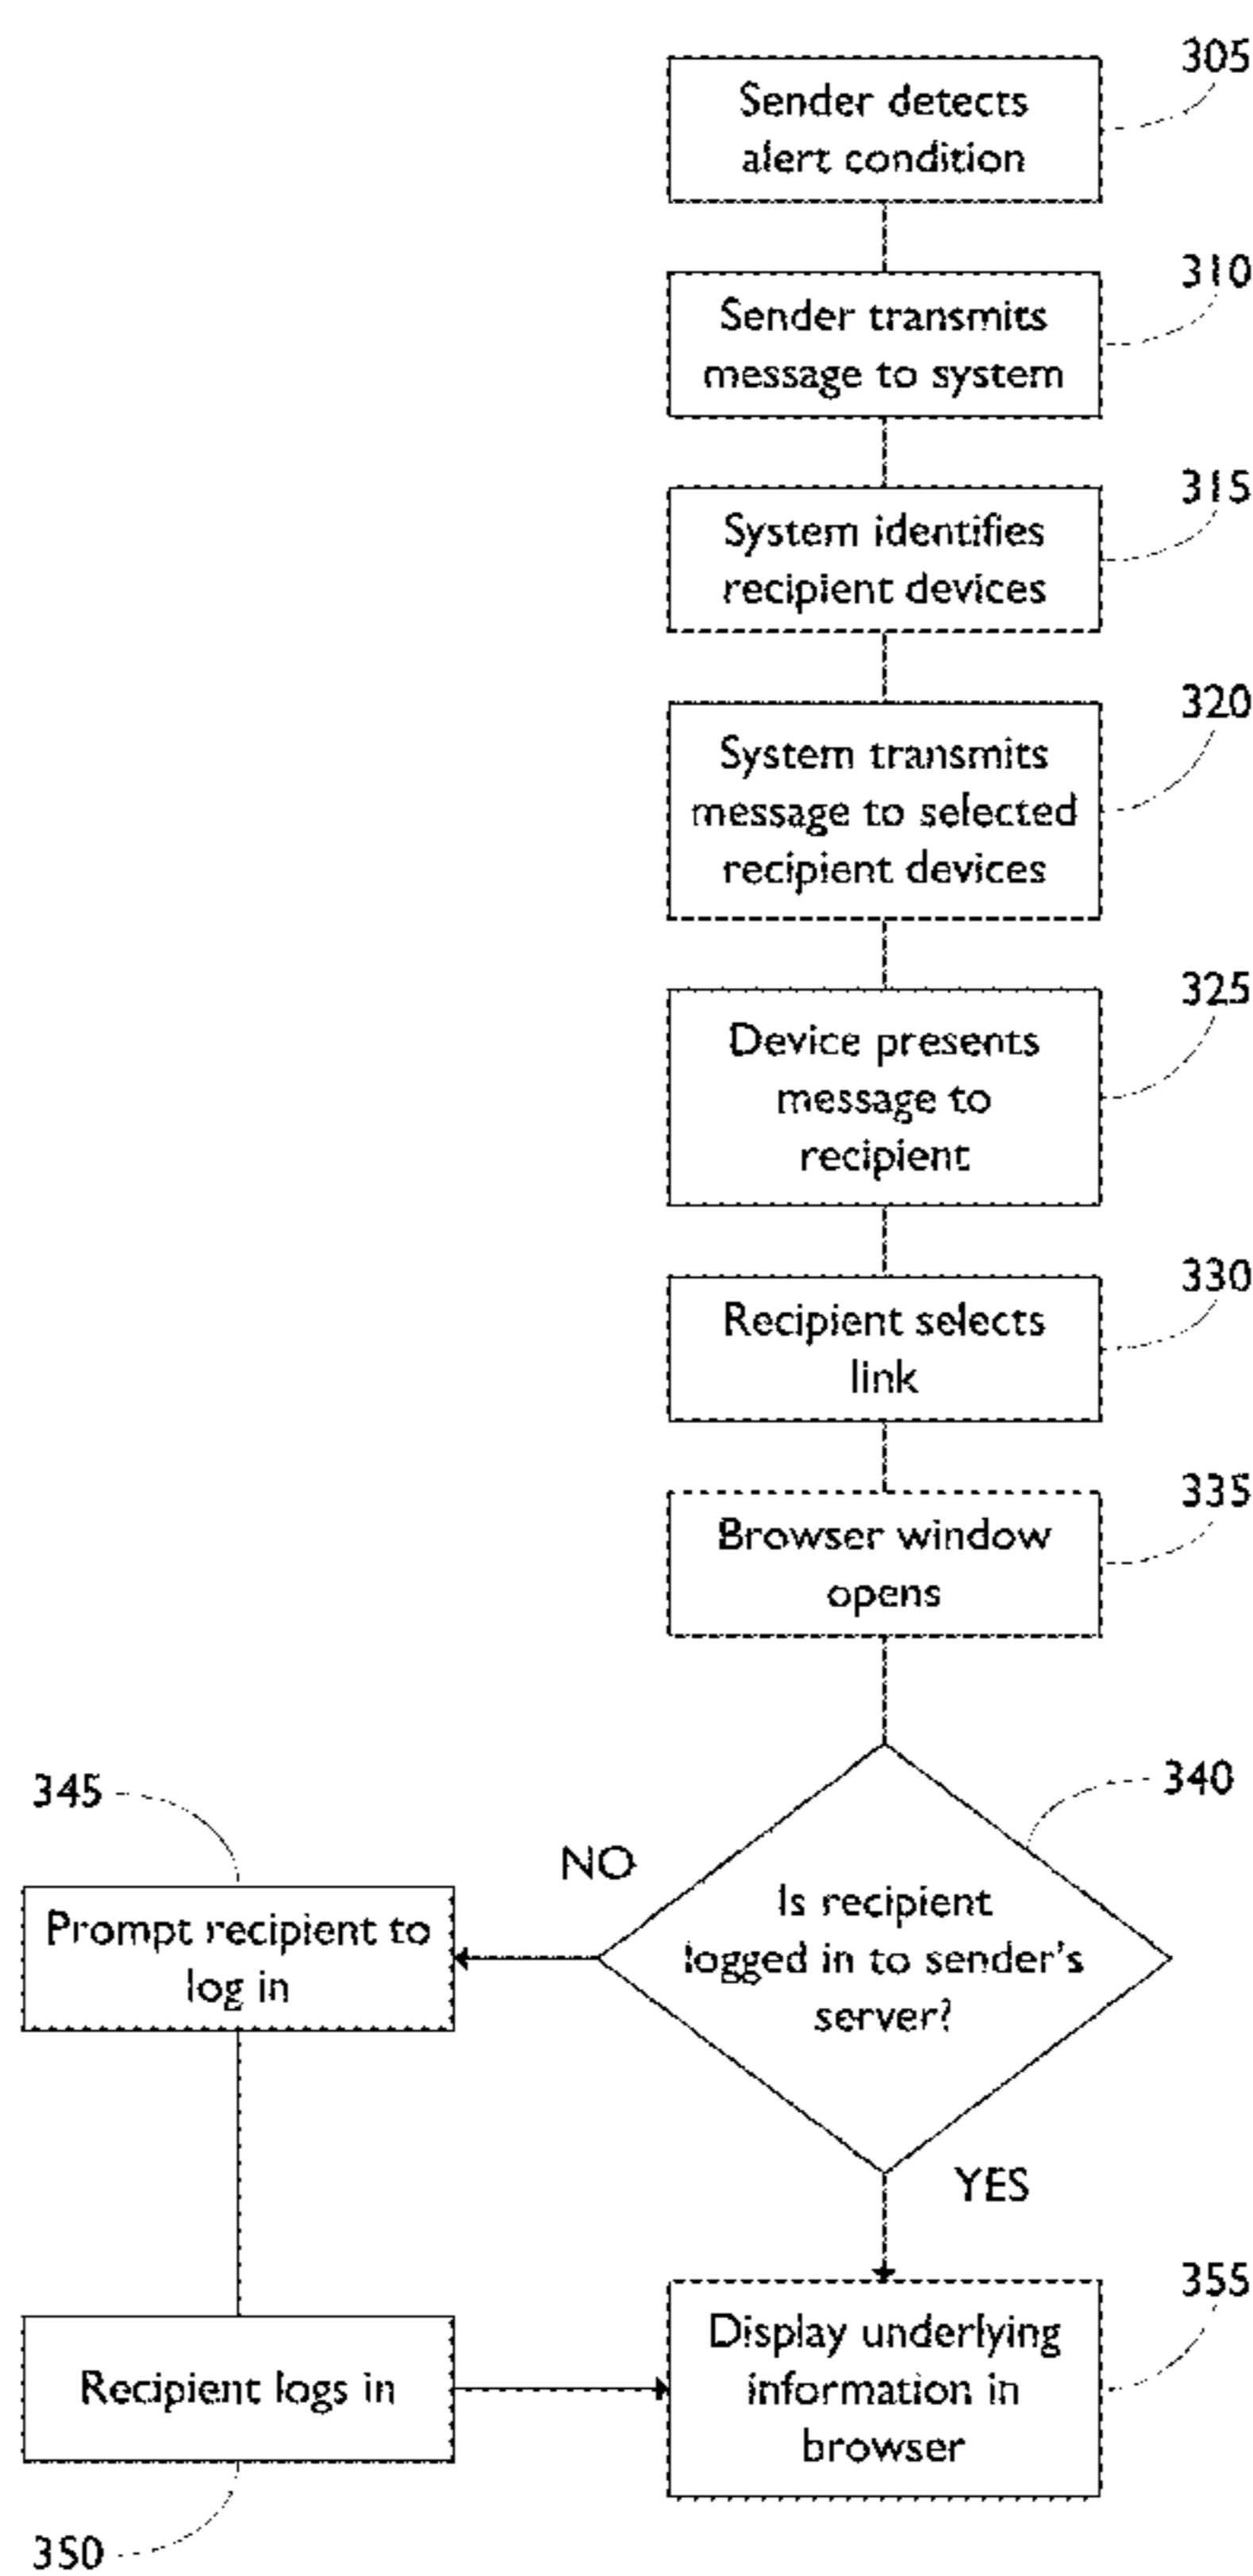 305
Sender detects
alert condition
310
Sender transmits
message to system
315
System identifies
recipient devices
320
System transmits
message to selected
recipient devices
325
Device presents
message to
recipient
330
Recipient selects
link
335
Browser window
opens
340
Is recipient
logged in to sender's
server?
NO
345
Prompt recipient to
log in
YES
350
Recipient logs in
355
Display underlying
information in
browser